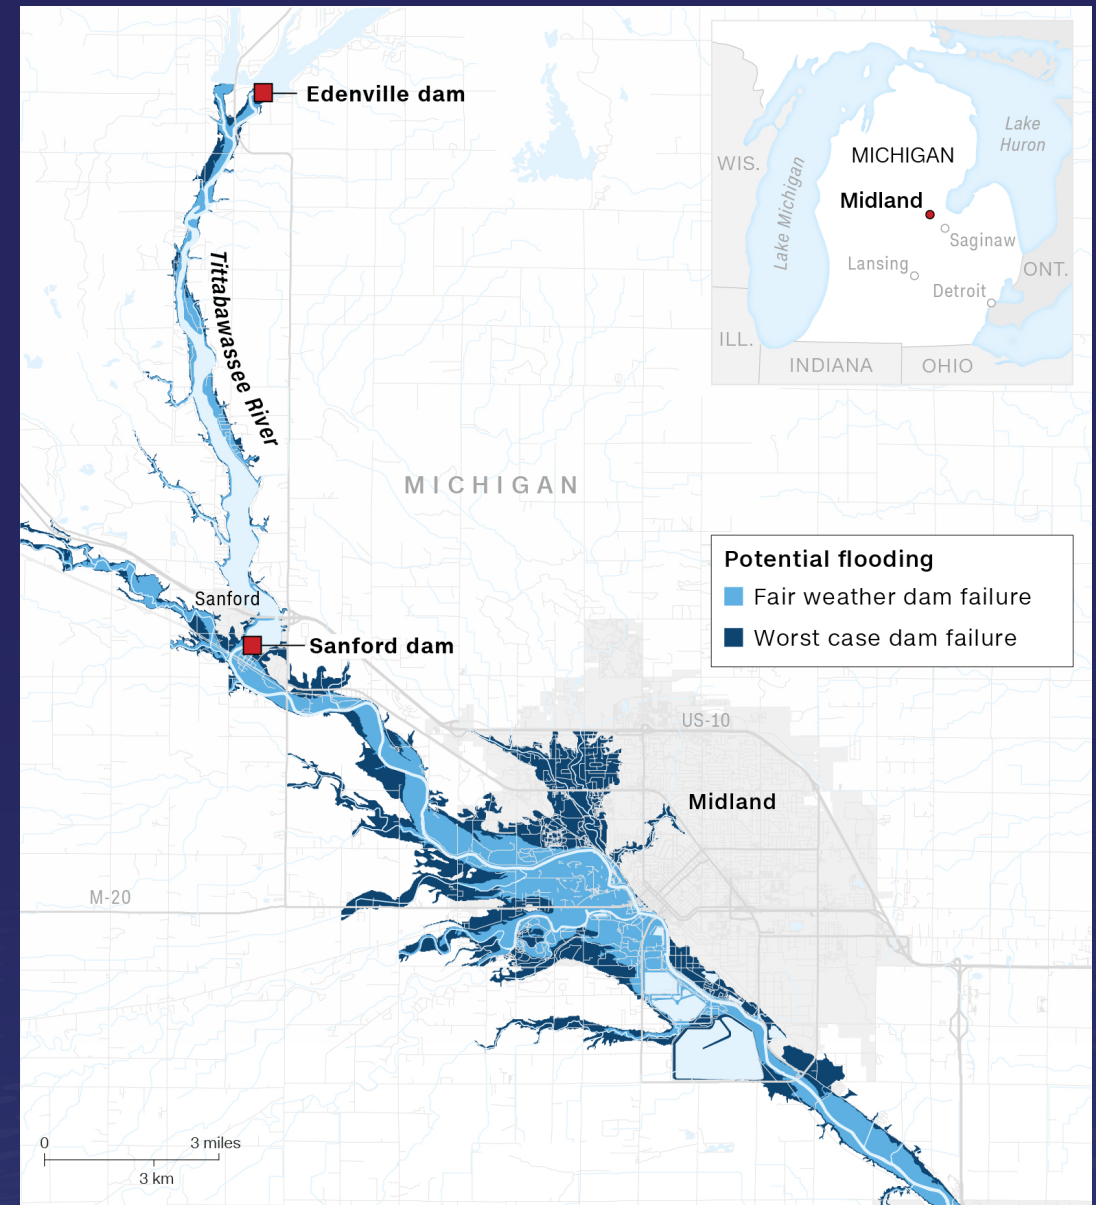 Edenville dam
Tittabawassee River
MICHIGAN
Sanford
Sanford dam
US-10
Midland
M-20
0
3 miles
3 km
Lake
Huron
MICHIGAN
WIS.
Lake Michigan
Midland
Saginaw
Lansing
ONT.
Detroit
ILL.
INDIANA
OHIO
Potential flooding
Fair weather dam failure
Worst case dam failure